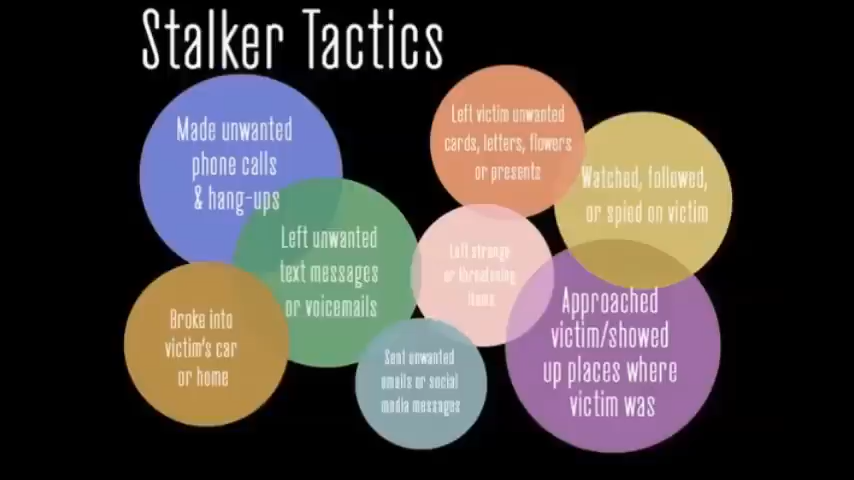 Stalker Tactics
Made unwanted
phone calls
& hang-ups
Left victim unwanted
cards, letters, flowers
or presents
Watched, followed,
or spied on victim
Left unwanted
text messages
or voicemails
Left strange
or threatening
items
Broke into
victim's car
or home
Sent unwanted
emails or social
media messages
Approached
victim/showed
up places where
victim was